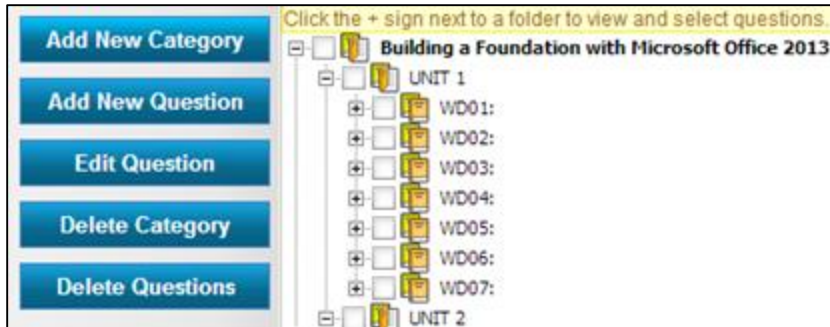 Add New Category
Add New Question
Edit Question
Delete Category
Delete Questions
Click the + sign next to a folder to view and select questions.
Building a Foundation with Microsoft Office 2013
UNIT 1
WD01:
WD02:
WD03:
WD04:
WD05:
WD06:
WD07:
UNIT 2